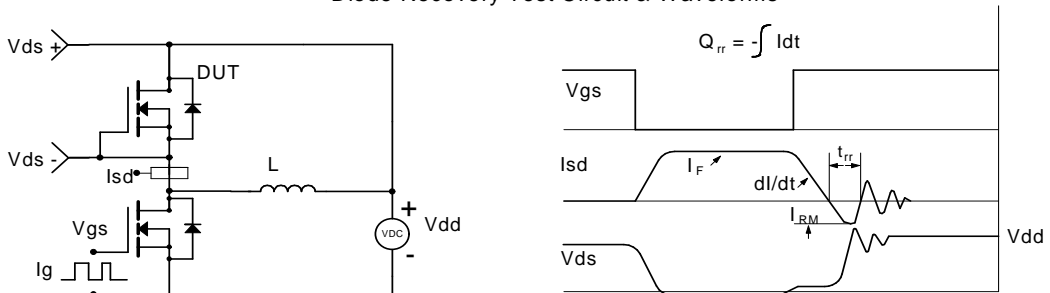 Diode Recovery Test Circuit & Waveforms
Vds +
DUT
Vds -
Isd
L
Vgs
Ig
VDC
+
-
Vdd
Q rr = - ∫ Idt
Vgs
Isd
I F
dI/dt
t rr
I RM
Vds
Vdd